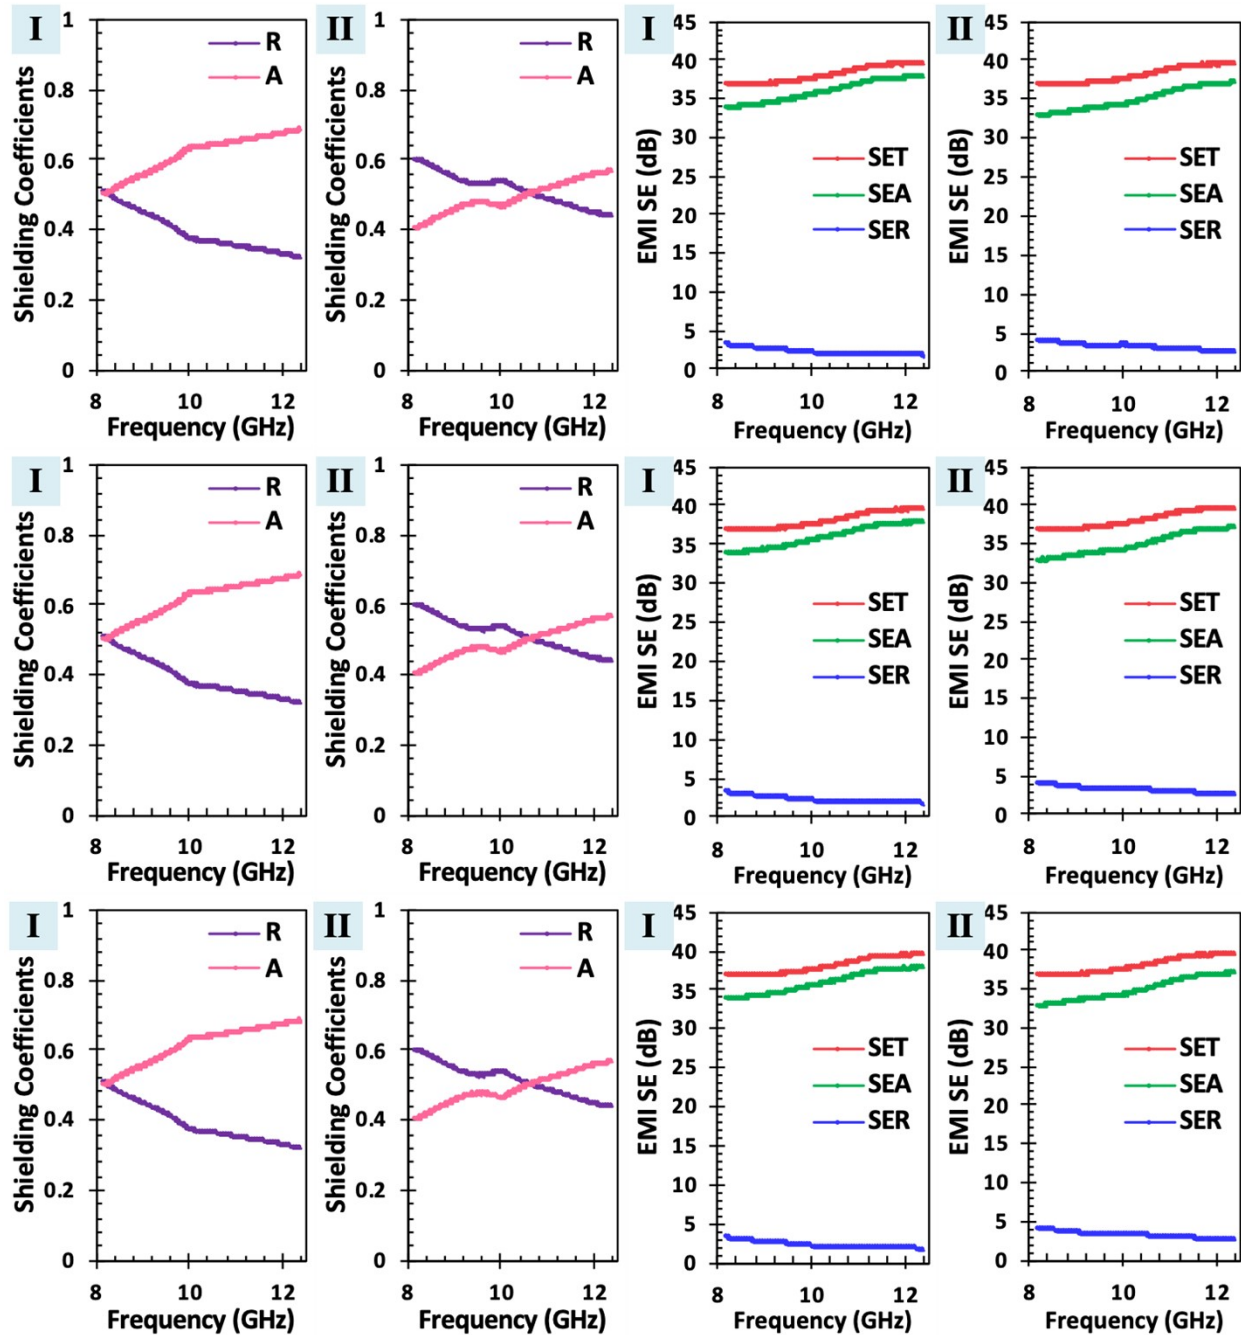 I
1
0.8
0.6
0.4
0.2
0
Shielding Coefficients
R
A
8 10 12
Frequency (GHz)
II
1
0.8
0.6
0.4
0.2
0
Shielding Coefficients
R
A
8 10 12
Frequency (GHz)
I
45
40
35
30
25
20
15
10
5
0
EMI SE (dB)
SET
SEA
SER
8 10 12
Frequency (GHz)
II
45
40
35
30
25
20
15
10
5
0
EMI SE (dB)
SET
SEA
SER
8 10 12
Frequency (GHz)
I
1
0.8
0.6
0.4
0.2
0
Shielding Coefficients
R
A
8 10 12
Frequency (GHz)
II
1
0.8
0.6
0.4
0.2
0
Shielding Coefficients
R
A
8 10 12
Frequency (GHz)
I
45
40
35
30
25
20
15
10
5
0
EMI SE (dB)
SET
SEA
SER
8 10 12
Frequency (GHz)
II
45
40
35
30
25
20
15
10
5
0
EMI SE (dB)
SET
SEA
SER
8 10 12
Frequency (GHz)
I
1
0.8
0.6
0.4
0.2
0
Shielding Coefficients
R
A
8 10 12
Frequency (GHz)
II
1
0.8
0.6
0.4
0.2
0
Shielding Coefficients
R
A
8 10 12
Frequency (GHz)
I
45
40
35
30
25
20
15
10
5
0
EMI SE (dB)
SET
SEA
SER
8 10 12
Frequency (GHz)
II
45
40
35
30
25
20
15
10
5
0
EMI SE (dB)
SET
SEA
SER
8 10 12
Frequency (GHz)